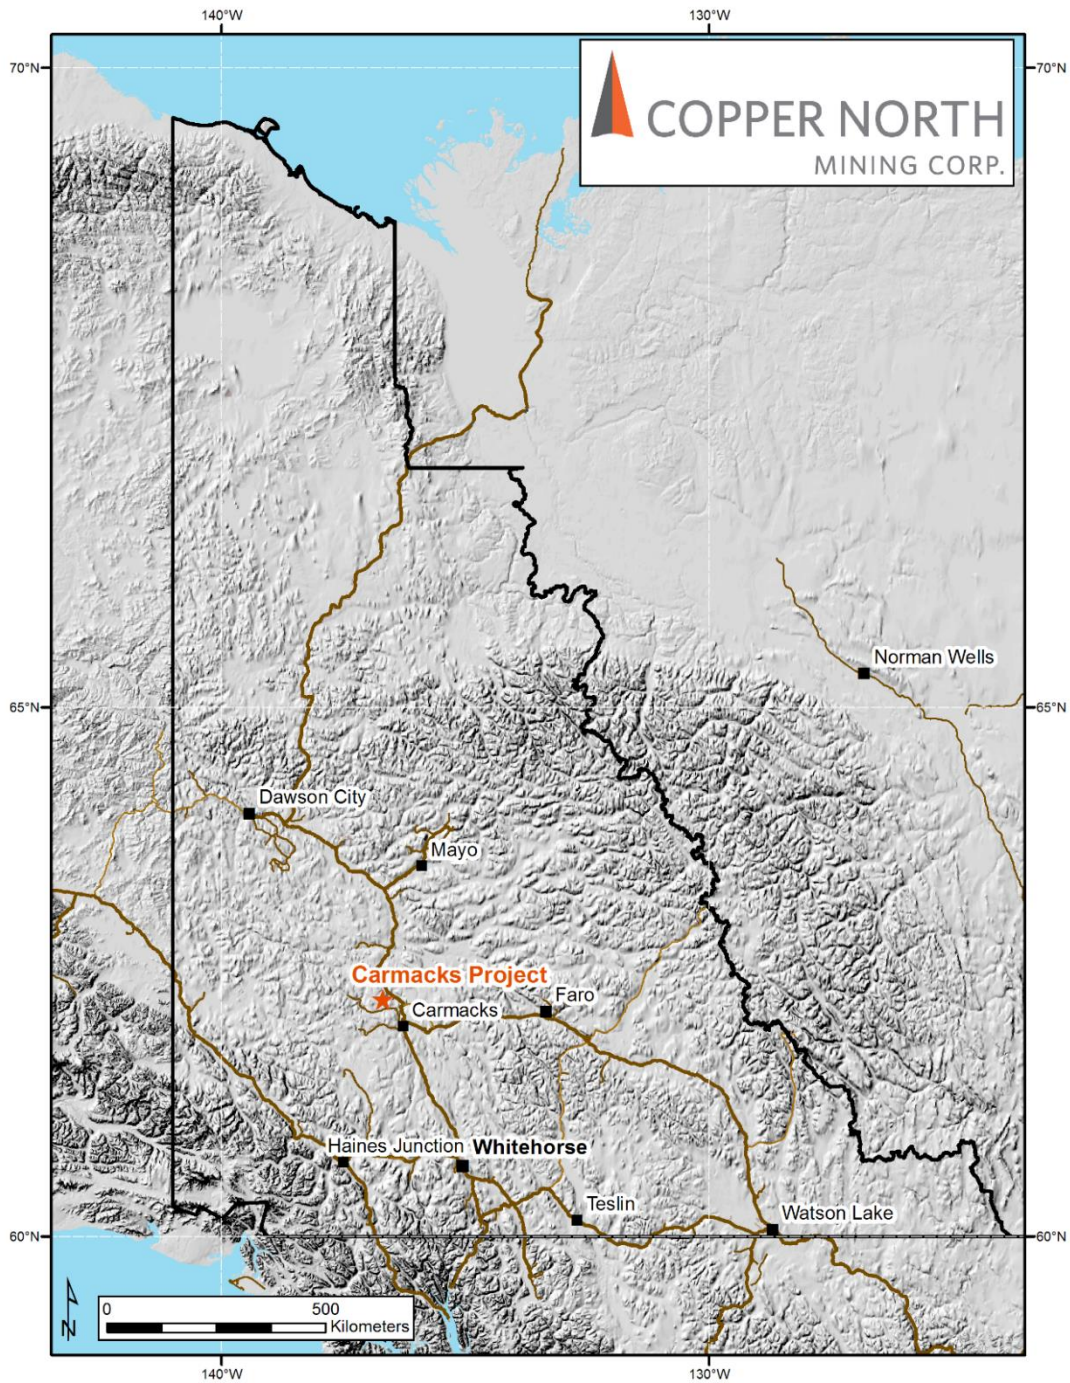 140°W
130°W
70°N
70°N
COPPER NORTH
MINING CORP.
Norman Wells
65°N
65°N
Dawson City
Mayo
Carmacks Project
Faro
Carmacks
Haines Junction
Whitehorse
Teslin
Watson Lake
60°N
60°N
N
0
500
Kilometers
140°W
130°W